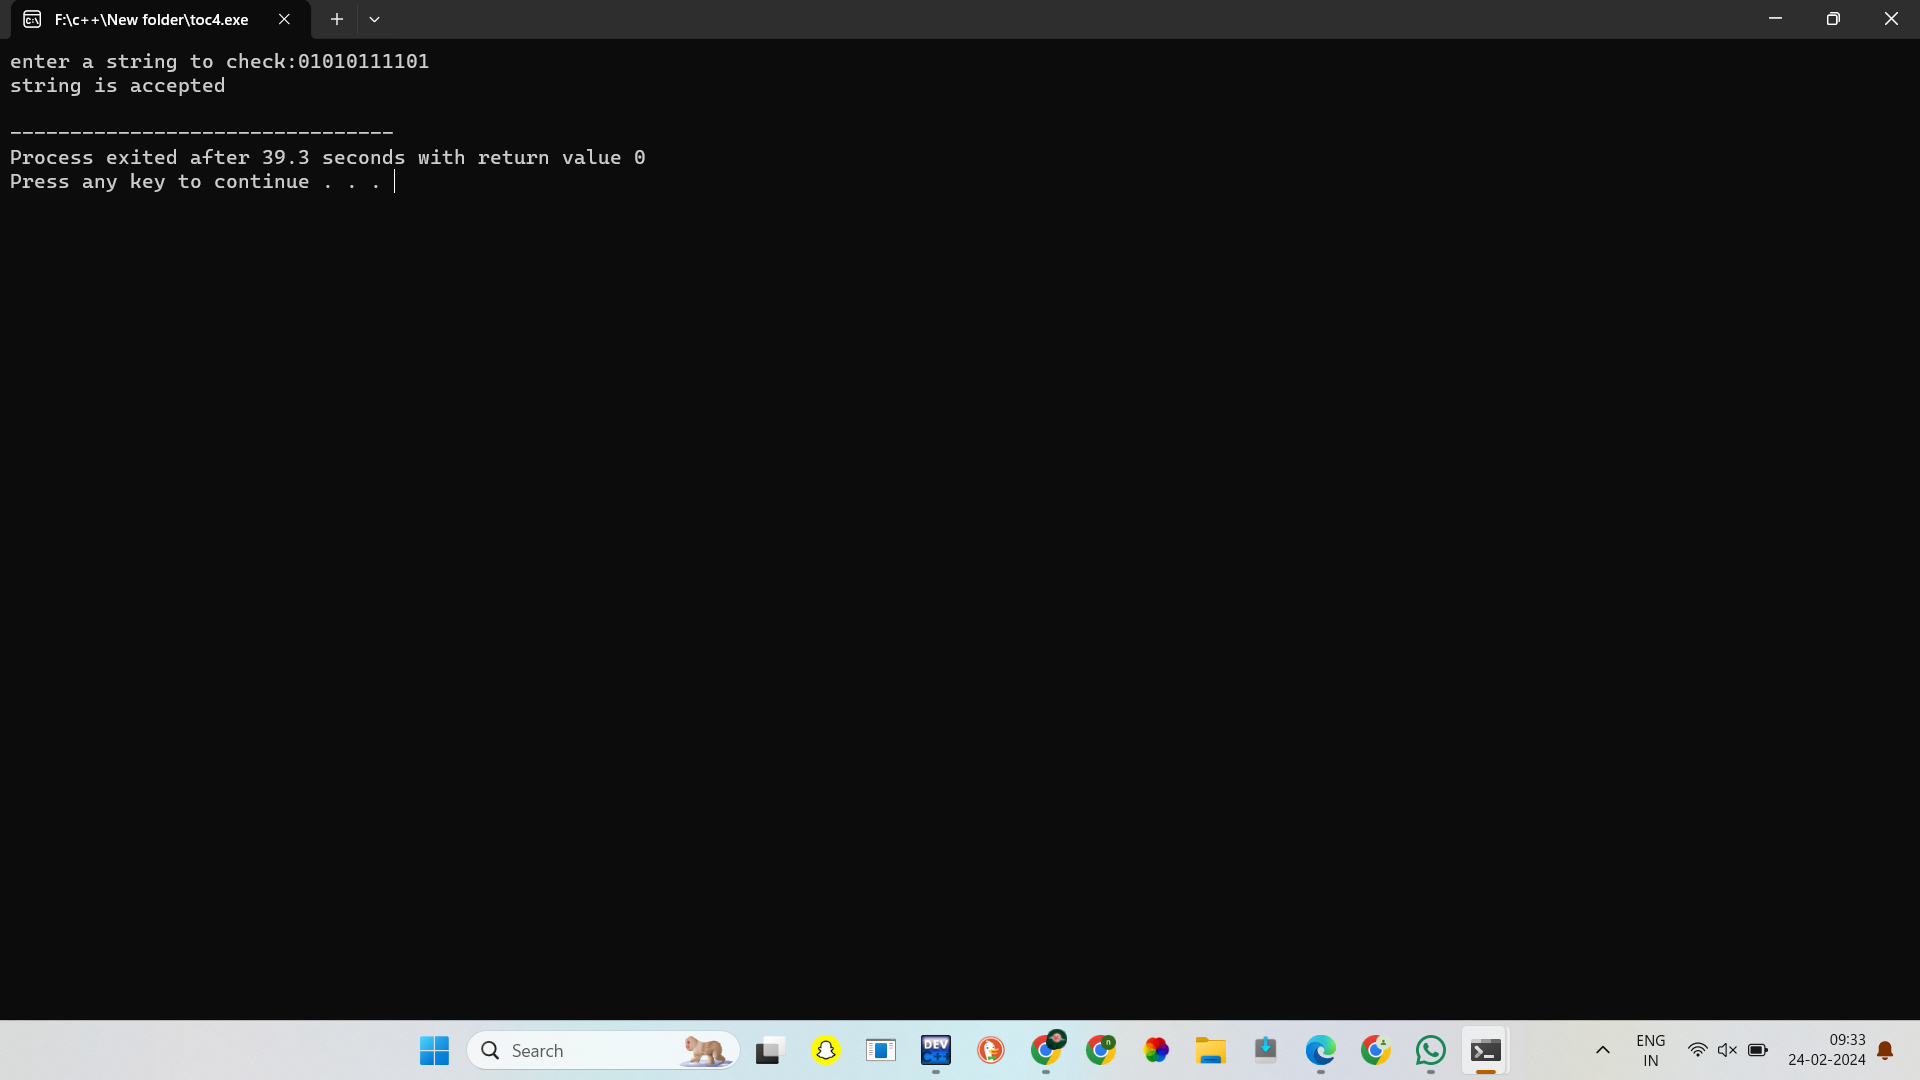 F:\c++\New folder\toc4.exe
enter a string to check:01010111101
string is accepted
--------------------------------
Process exited after 39.3 seconds with return value 0
Press any key to continue . . .
Search
DEV
C++
n
ENG
IN
09:33
24-02-2024